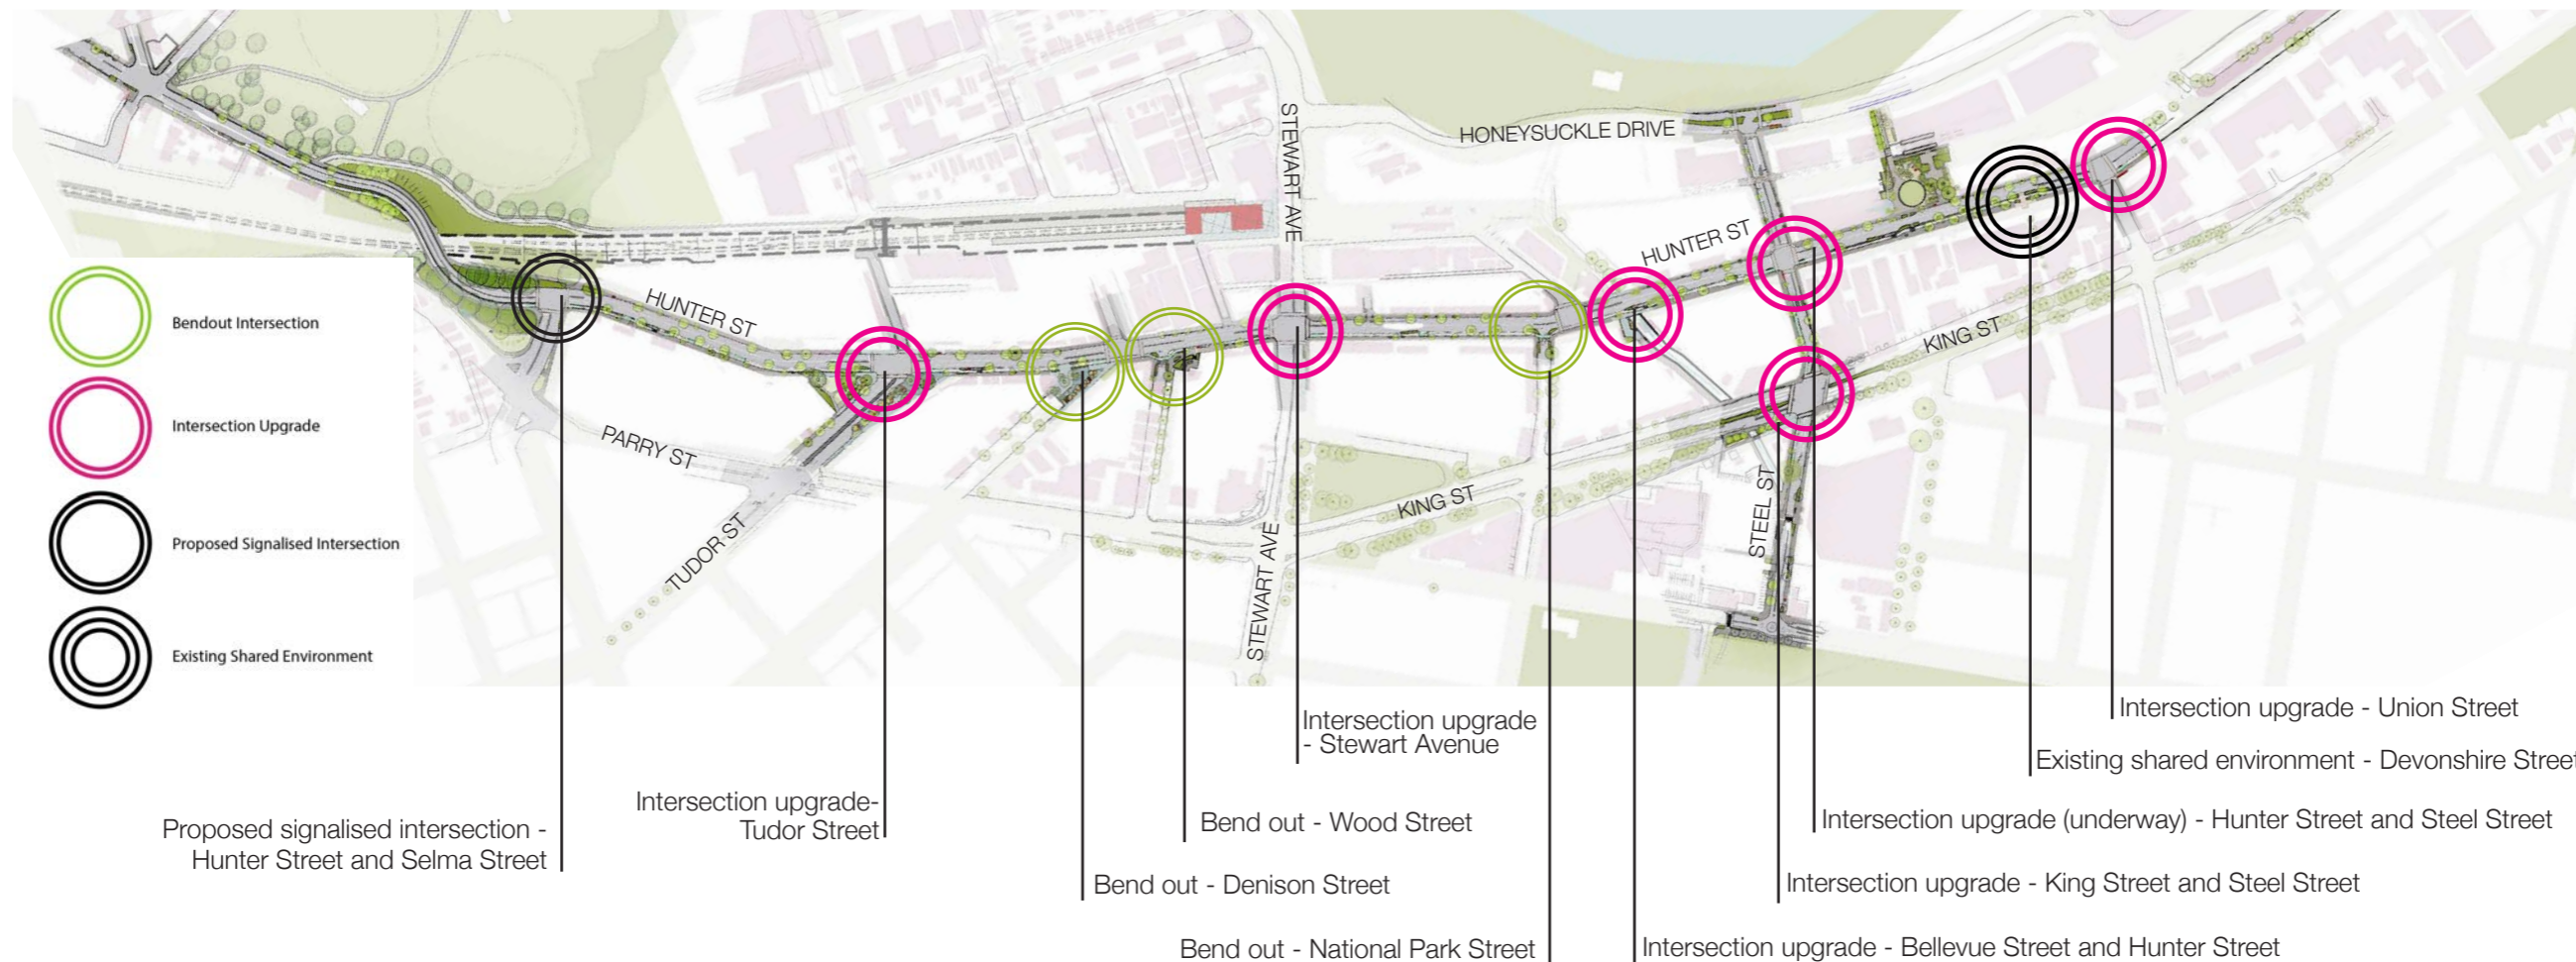 STEWART AVE
HONEYSUCKLE DRIVE
HUNTER ST
HUNTER ST
KING ST
PARRY ST
KING ST
STEEL ST
TUDOR ST
STEWART AVE
Bendout Intersection
Intersection Upgrade
Proposed Signalised Intersection
Existing Shared Environment
Proposed signalised intersection -
Hunter Street and Selma Street
Intersection upgrade-
Tudor Street
Bend out - Denison Street
Bend out - Wood Street
Intersection upgrade
- Stewart Avenue
Bend out - National Park Street
Intersection upgrade - Bellevue Street and Hunter Street
Intersection upgrade - King Street and Steel Street
Intersection upgrade (underway) - Hunter Street and Steel Street
Existing shared environment - Devonshire Street
Intersection upgrade - Union Street